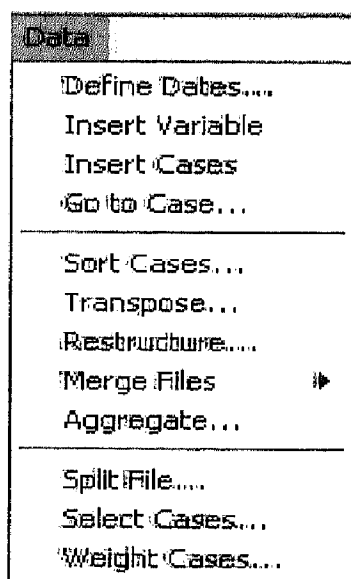 Data
Define Dates...
Insert Variable
Insert Cases
Go to Case...
Sort Cases...
Transpose...
Restructure...
Merge Files
Aggregate...
Split File...
Select Cases...
Weight Cases...